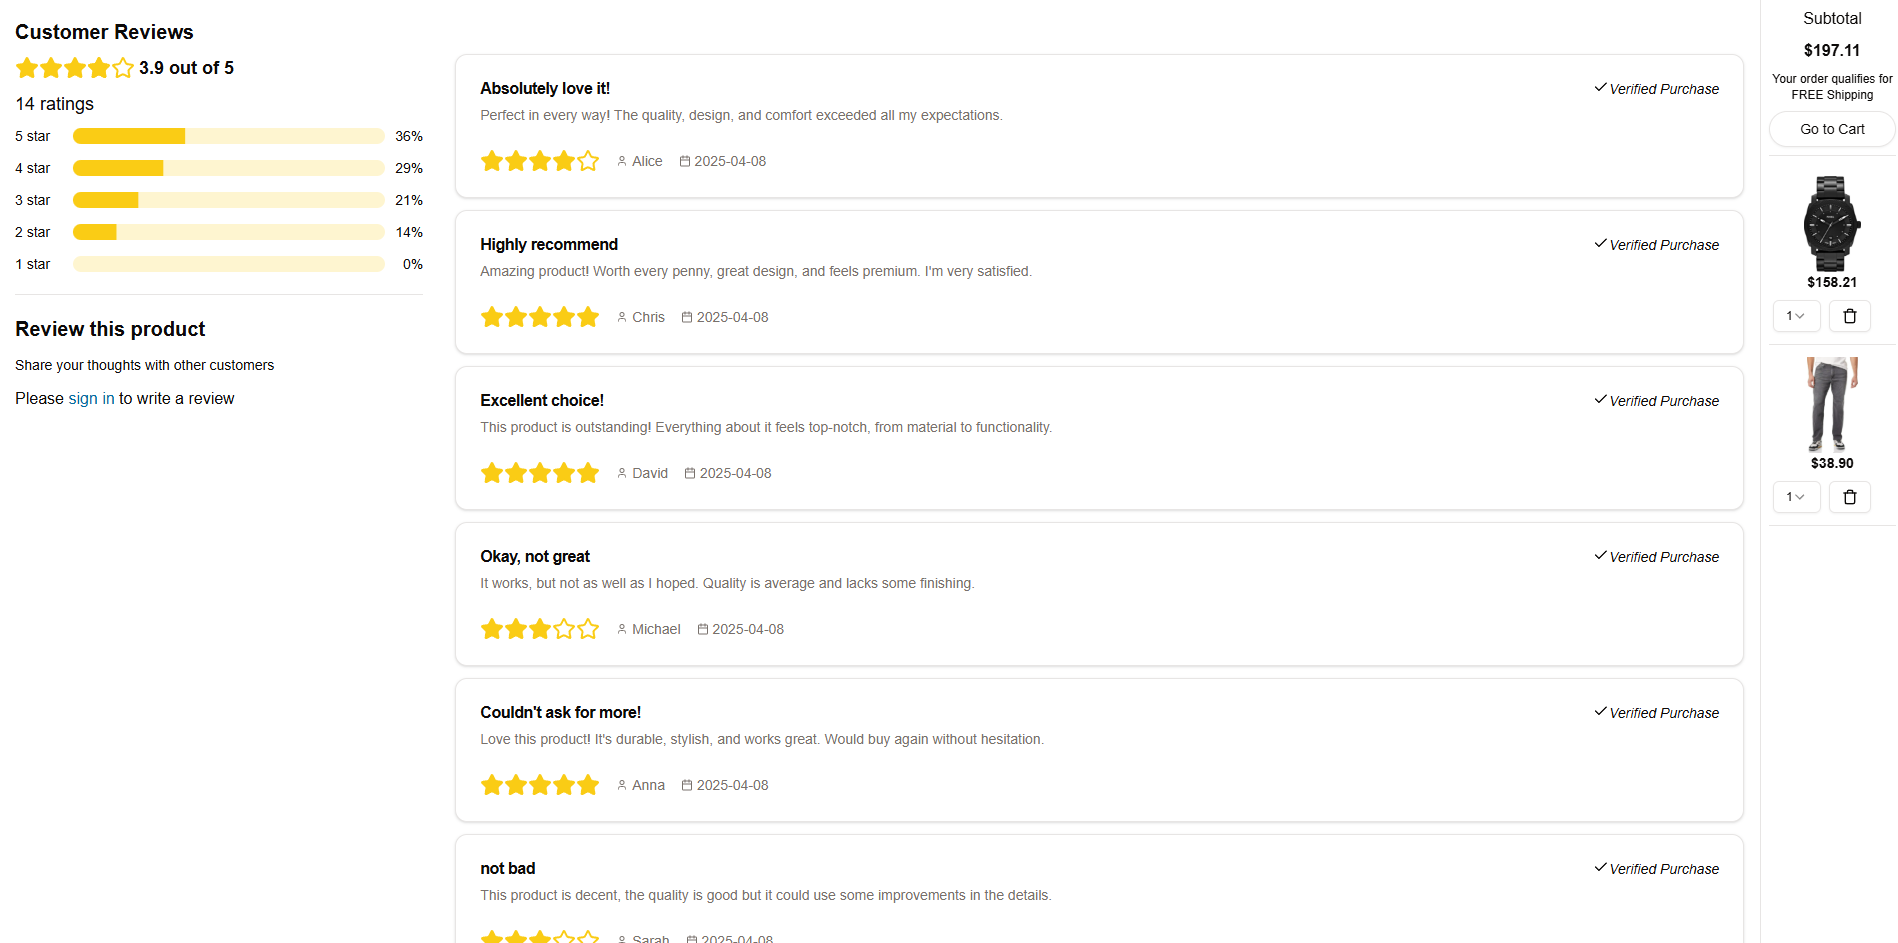 Customer Reviews
3.9 out of 5
14 ratings
5 star 36%
4 star 29%
3 star 21%
2 star 14%
1 star 0%
Review this product
Share your thoughts with other customers
Please sign in to write a review
Absolutely love it!
Verified Purchase
Perfect in every way! The quality, design, and comfort exceeded all my expectations.
Alice 2025-04-08
Highly recommend
Verified Purchase
Amazing product! Worth every penny, great design, and feels premium. I'm very satisfied.
Chris 2025-04-08
Excellent choice!
Verified Purchase
This product is outstanding! Everything about it feels top-notch, from material to functionality.
David 2025-04-08
Okay, not great
Verified Purchase
It works, but not as well as I hoped. Quality is average and lacks some finishing.
Michael 2025-04-08
Couldn't ask for more!
Verified Purchase
Love this product! It's durable, stylish, and works great. Would buy again without hesitation.
Anna 2025-04-08
not bad
Verified Purchase
This product is decent, the quality is good but it could use some improvements in the details.
Sarah 2025-04-08
Subtotal
$197.11
Your order qualifies for
FREE Shipping
Go to Cart
$158.21
1
$38.90
1